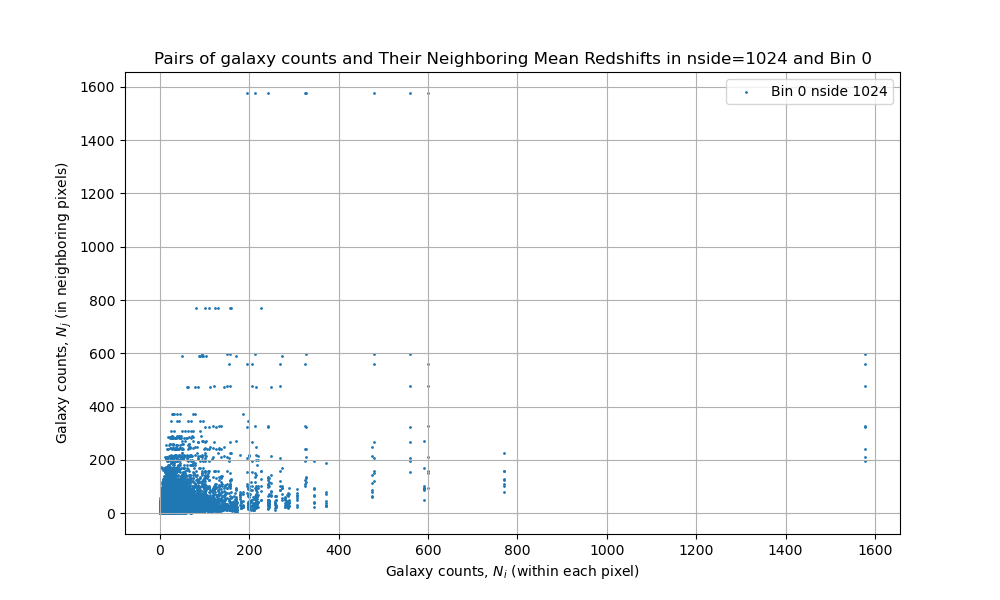 Pairs of galaxy counts and Their Neighboring Mean Redshifts in nside=1024 and Bin 0
Bin 0 nside 1024
Galaxy counts, N_j (in neighboring pixels)
1600
1400
1200
1000
800
600
400
200
0
0 200 400 600 800 1000 1200 1400 1600
Galaxy counts, N_i (within each pixel)